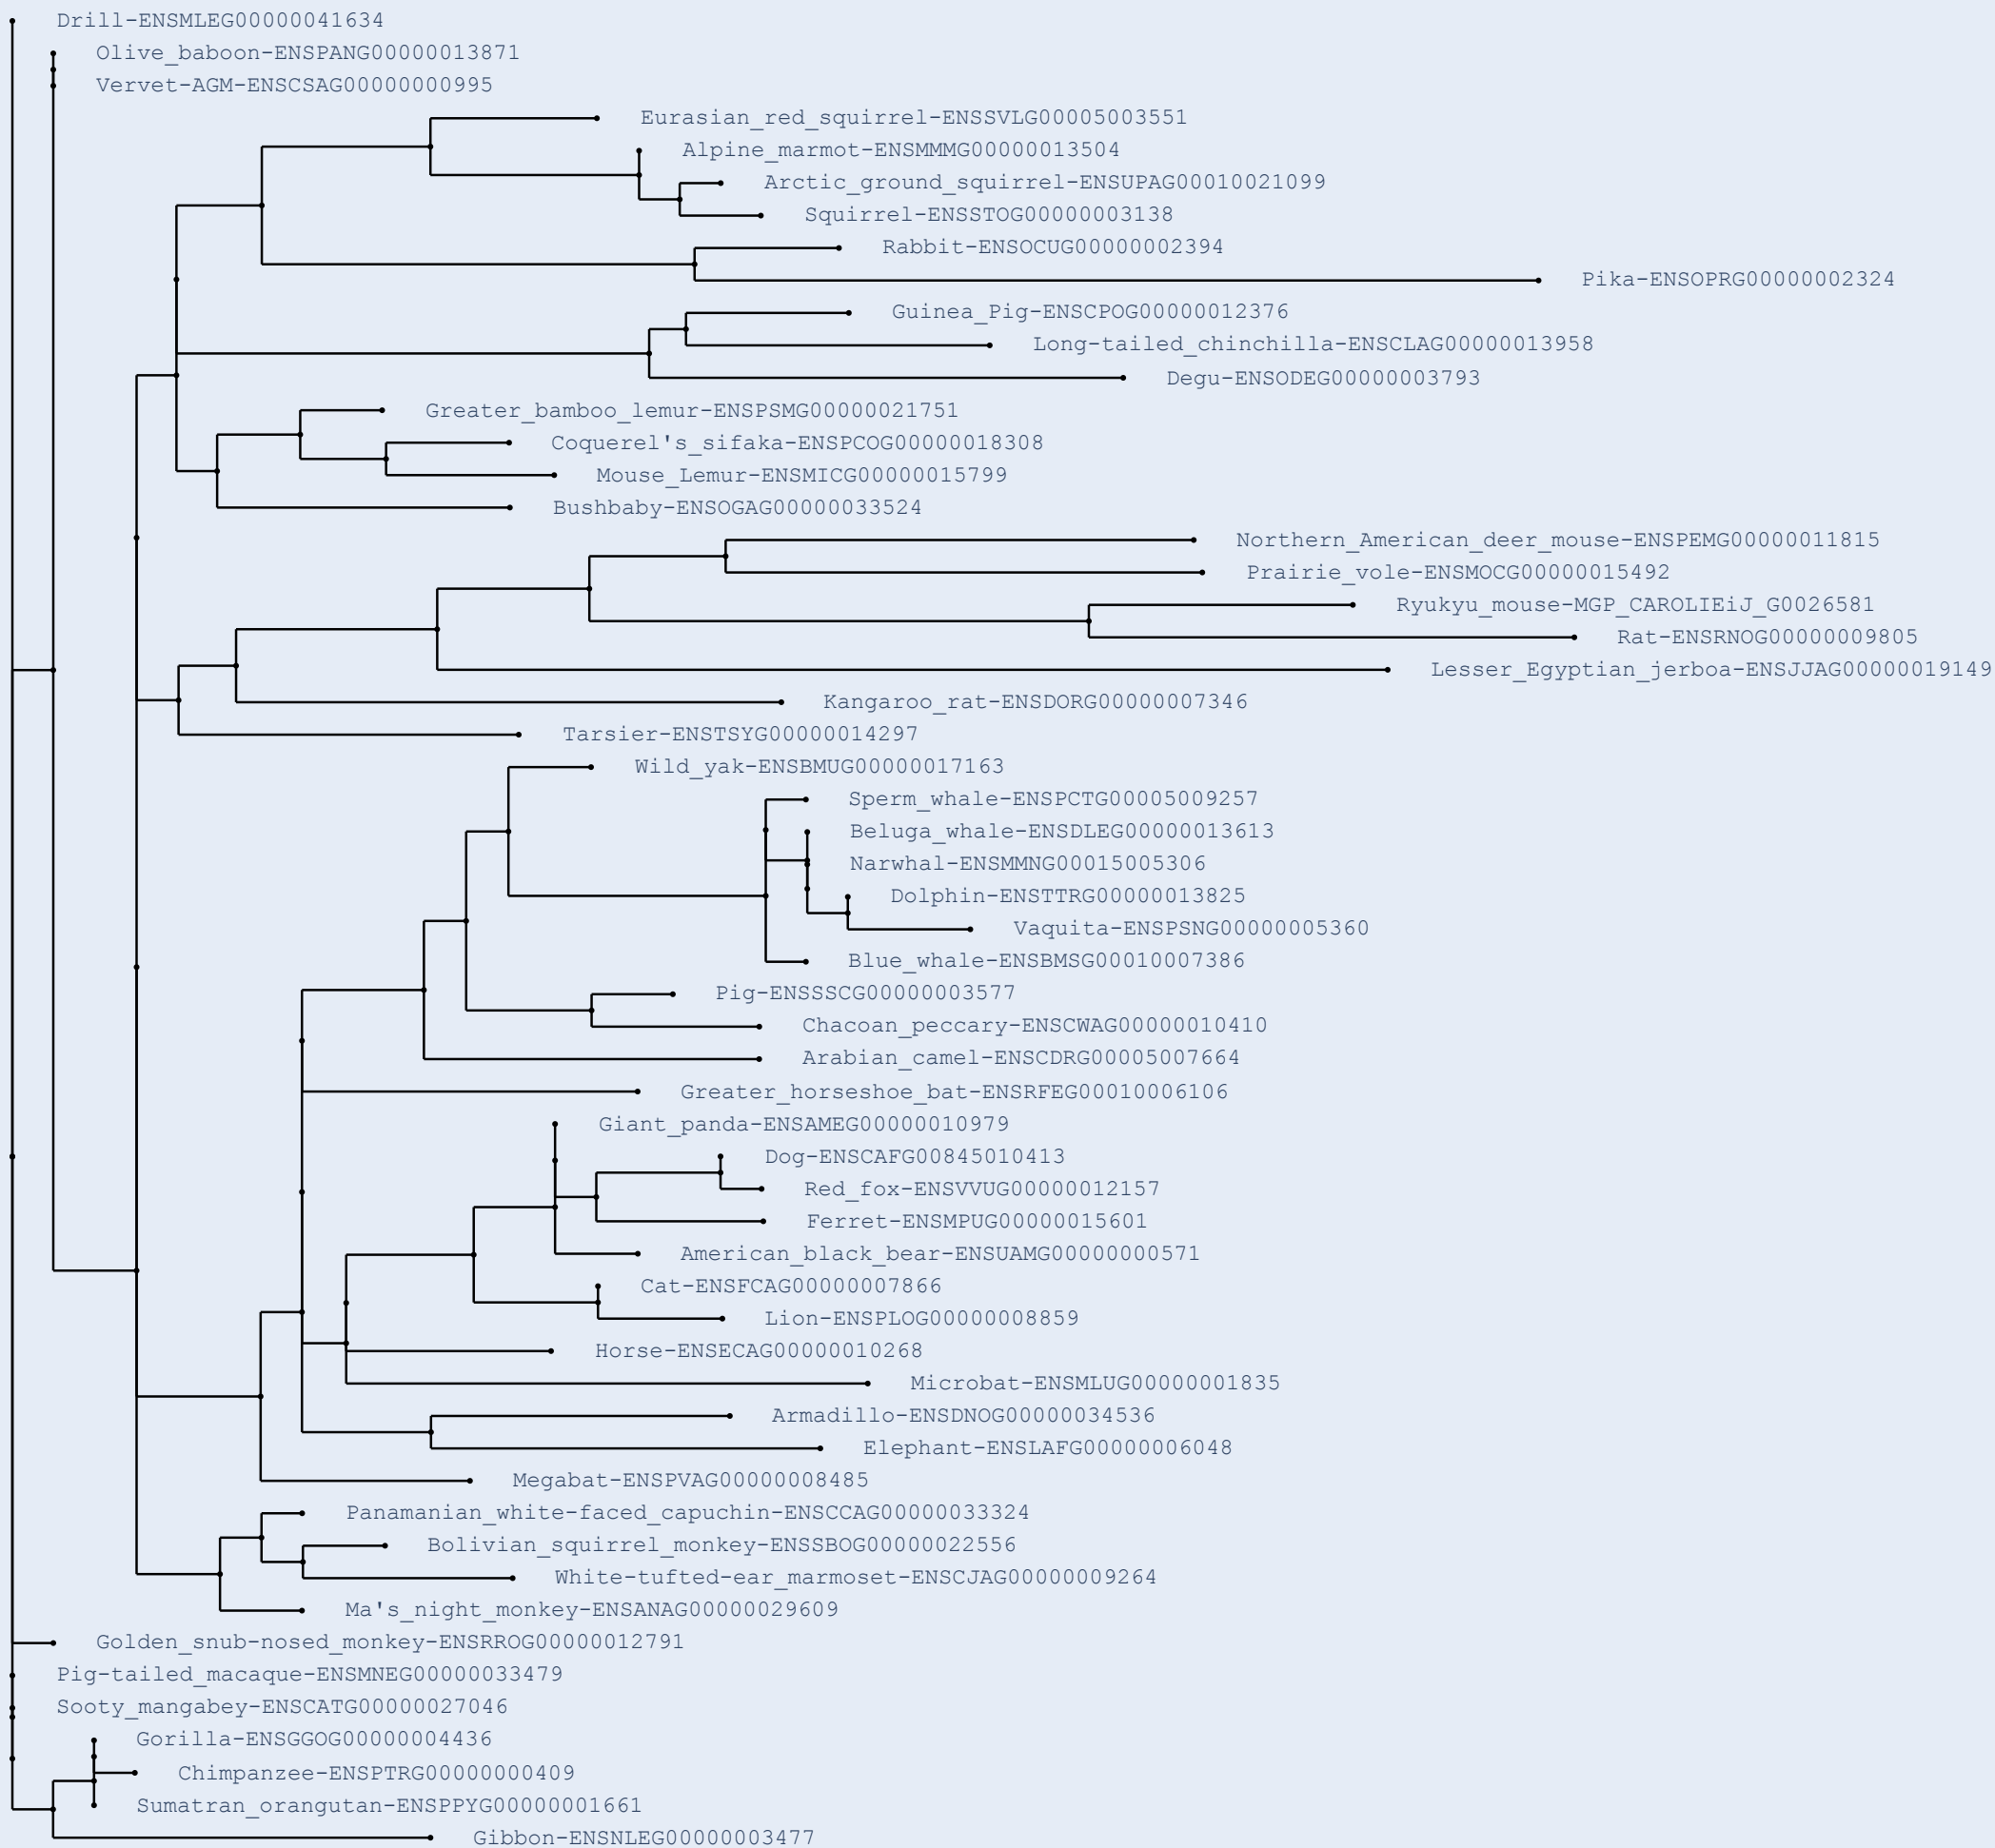 Drill-ENSMLEG00000041634
Olive_baboon-ENSPANG00000013871
Vervet-AGM-ENSCSAG00000000995
Eurasian_red_squirrel-ENSSVLG00005003551
Alpine_marmot-ENSMMMG00000013504
Arctic_ground_squirrel-ENSUPAG00010021099
Squirrel-ENSSTOG00000003138
Rabbit-ENSOCUG00000002394
Pika-ENSOPRG00000002324
Guinea_Pig-ENSCPOG00000012376
Long-tailed_chinchilla-ENSCLAG00000013958
Degu-ENSODEG00000003793
Greater_bamboo_lemur-ENSPSMG00000021751
Coquerel's_sifaka-ENSPCOG00000018308
Mouse_Lemur-ENSMICG00000015799
Bushbaby-ENSOGAG00000033524
Northern_American_deer_mouse-ENSPEMG00000011815
Prairie_vole-ENSMOCG00000015492
Ryukyu_mouse-MGP_CAROLIEiJ_G0026581
Rat-ENSRNOG00000009805
Lesser_Egyptian_jerboa-ENSJJAG00000019149
Kangaroo_rat-ENSDORG00000007346
Tarsier-ENSTSYG00000014297
Wild_yak-ENSBMUG00000017163
Sperm_whale-ENSPCTG00005009257
Beluga_whale-ENSDLEG00000013613
Narwhal-ENSMMNG00015005306
Dolphin-ENSTTRG00000013825
Vaquita-ENSPSNG00000005360
Blue_whale-ENSBMSG00010007386
Pig-ENSSSCG00000003577
Chacoan_peccary-ENSCWAG00000010410
Arabian_camel-ENSCDRG00005007664
Greater_horseshoe_bat-ENSRFEG00010006106
Giant_panda-ENSAMEG00000010979
Dog-ENSCAFG00845010413
Red_fox-ENSVVUG00000012157
Ferret-ENSMPUG00000015601
American_black_bear-ENSUAMG00000000571
Cat-ENSFCAG00000007866
Lion-ENSPLOG00000008859
Horse-ENSECAG00000010268
Microbat-ENSMLUG00000001835
Armadillo-ENSDNOG00000034536
Elephant-ENSLAFG00000006048
Megabat-ENSPVAG00000008485
Panamanian_white-faced_capuchin-ENSCCAG00000033324
Bolivian_squirrel_monkey-ENSSBOG00000022556
White-tufted-ear_marmoset-ENSCJAG00000009264
Ma's_night_monkey-ENSANAG00000029609
Golden_snub-nosed_monkey-ENSRROG00000012791
Pig-tailed_macaque-ENSMNEG00000033479
Sooty_mangabey-ENSCATG00000027046
Gorilla-ENSGGOG00000004436
Chimpanzee-ENSPTRG00000000409
Sumatran_orangutan-ENSPPYG00000001661
Gibbon-ENSNLEG00000003477